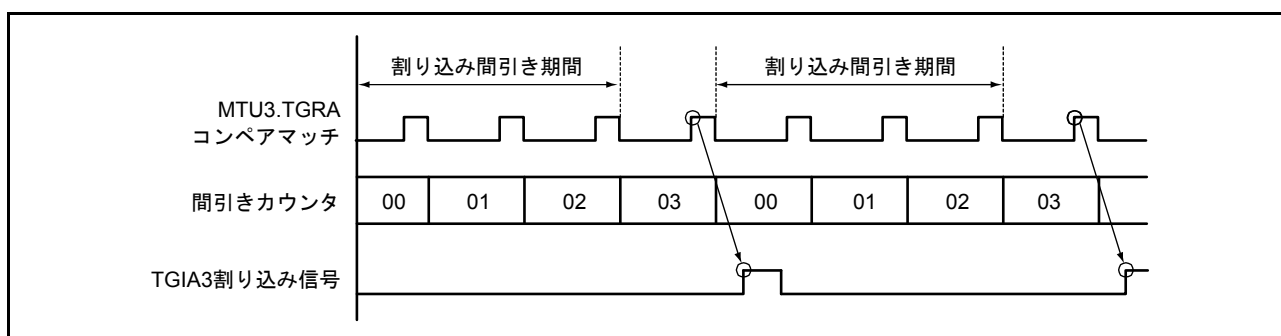 割り込み間引き期間 割り込み間引き期間
MTU3.TGRA
コンペアマッチ
間引きカウンタ 00 01 02 03 00 01 02 03
TGIA3割り込み信号